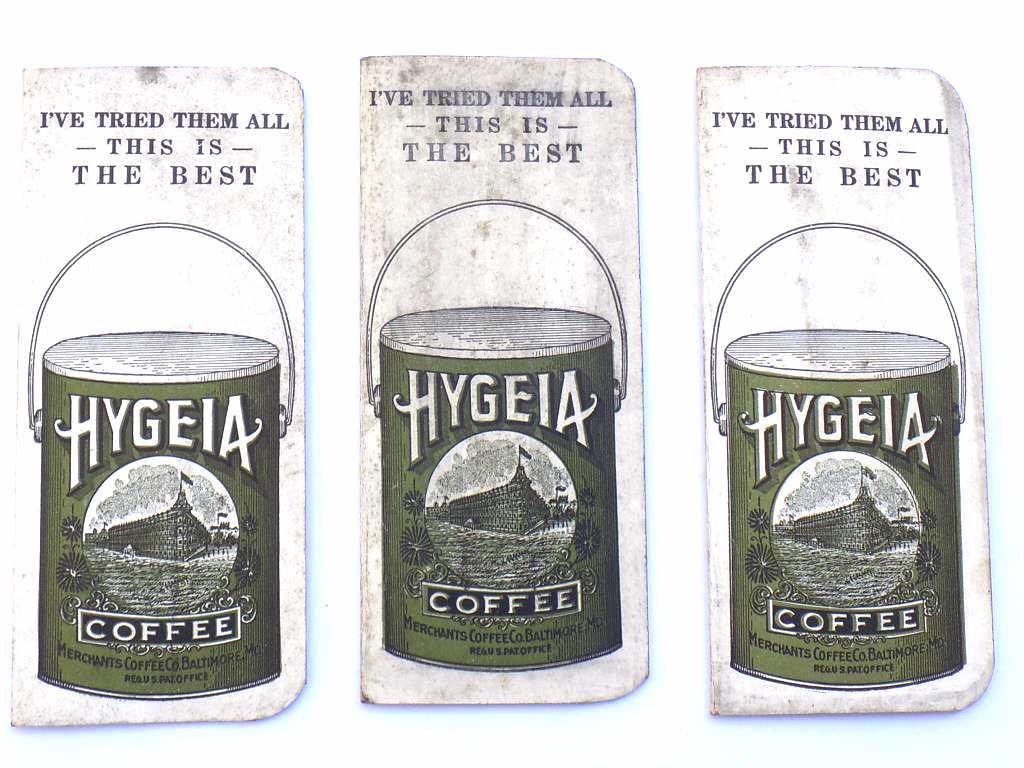 I'VE TRIED THEM ALL
— THIS IS —
THE BEST
HYGEIA
COFFEE
MERCHANTS COFFEE CO. BALTIMORE, MD.
REG. U S. PAT. OFFICE
I'VE TRIED THEM ALL
— THIS IS —
THE BEST
HYGEIA
COFFEE
MERCHANTS COFFEE CO. BALTIMORE, MD.
REG. U S. PAT. OFFICE
I'VE TRIED THEM ALL
— THIS IS —
THE BEST
HYGEIA
COFFEE
MERCHANTS COFFEE CO. BALTIMORE, MD.
REG. U S. PAT. OFFICE